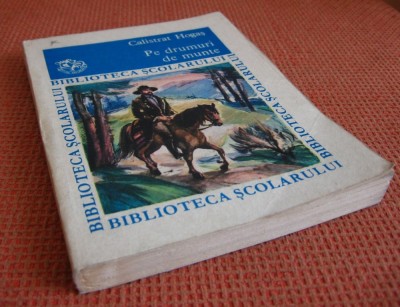 Calistrat Hogaș
Pe drumuri
de munte
BIBLIOTECA ȘCOLARULUI
BIBLIOTECA ȘCOLARULUI
BIBLIOTECA ȘCOLARULUI
BIBLIOTECA ȘCOLARULUI